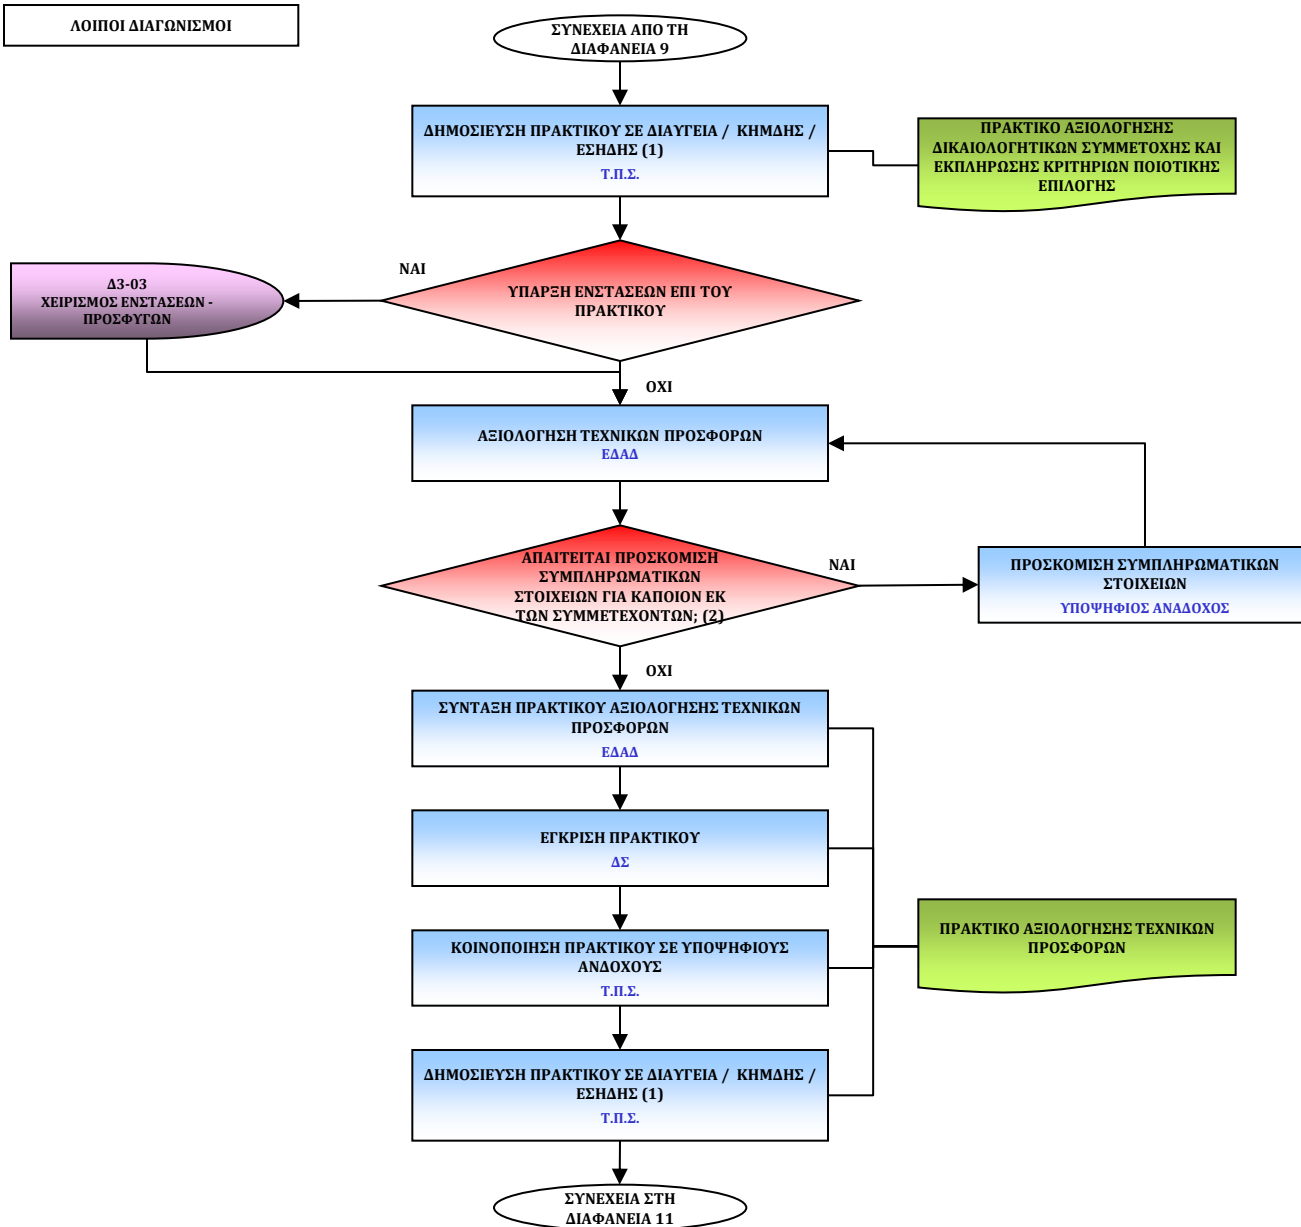 ΛΟΙΠΟΙ ΔΙΑΓΩΝΙΣΜΟΙ
ΣΥΝΕΧΕΙΑ ΑΠΟ ΤΗ
ΔΙΑΦΑΝΕΙΑ 9
ΔΗΜΟΣΙΕΥΣΗ ΠΡΑΚΤΙΚΟΥ ΣΕ ΔΙΑΥΓΕΙΑ / ΚΗΜΔΗΣ /
ΕΣΗΔΗΣ (1)
Τ.Π.Σ.
ΠΡΑΚΤΙΚΟ ΑΞΙΟΛΟΓΗΣΗΣ
ΔΙΚΑΙΟΛΟΓΗΤΙΚΩΝ ΣΥΜΜΕΤΟΧΗΣ ΚΑΙ
ΕΚΠΛΗΡΩΣΗΣ ΚΡΙΤΗΡΙΩΝ ΠΟΙΟΤΙΚΗΣ
ΕΠΙΛΟΓΗΣ
ΝΑΙ
Δ3-03
ΧΕΙΡΙΣΜΟΣ ΕΝΣΤΑΣΕΩΝ -
ΠΡΟΣΦΥΓΩΝ
ΥΠΑΡΞΗ ΕΝΣΤΑΣΕΩΝ ΕΠΙ ΤΟΥ
ΠΡΑΚΤΙΚΟΥ
ΟΧΙ
ΑΞΙΟΛΟΓΗΣΗ ΤΕΧΝΙΚΩΝ ΠΡΟΣΦΟΡΩΝ
ΕΔΑΔ
ΑΠΑΙΤΕΙΤΑΙ ΠΡΟΣΚΟΜΙΣΗ
ΣΥΜΠΛΗΡΩΜΑΤΙΚΩΝ
ΣΤΟΙΧΕΙΩΝ ΓΙΑ ΚΑΠΟΙΟΝ ΕΚ
ΤΩΝ ΣΥΜΜΕΤΕΧΟΝΤΩΝ; (2)
ΝΑΙ
ΠΡΟΣΚΟΜΙΣΗ ΣΥΜΠΛΗΡΩΜΑΤΙΚΩΝ
ΣΤΟΙΧΕΙΩΝ
ΥΠΟΨΗΦΙΟΣ ΑΝΑΔΟΧΟΣ
ΟΧΙ
ΣΥΝΤΑΞΗ ΠΡΑΚΤΙΚΟΥ ΑΞΙΟΛΟΓΗΣΗΣ ΤΕΧΝΙΚΩΝ
ΠΡΟΣΦΟΡΩΝ
ΕΔΑΔ
ΕΓΚΡΙΣΗ ΠΡΑΚΤΙΚΟΥ
ΔΣ
ΚΟΙΝΟΠΟΙΗΣΗ ΠΡΑΚΤΙΚΟΥ ΣΕ ΥΠΟΨΗΦΙΟΥΣ
ΑΝΔΟΧΟΥΣ
Τ.Π.Σ.
ΠΡΑΚΤΙΚΟ ΑΞΙΟΛΟΓΗΣΗΣ ΤΕΧΝΙΚΩΝ
ΠΡΟΣΦΟΡΩΝ
ΔΗΜΟΣΙΕΥΣΗ ΠΡΑΚΤΙΚΟΥ ΣΕ ΔΙΑΥΓΕΙΑ / ΚΗΜΔΗΣ /
ΕΣΗΔΗΣ (1)
Τ.Π.Σ.
ΣΥΝΕΧΕΙΑ ΣΤΗ
ΔΙΑΦΑΝΕΙΑ 11